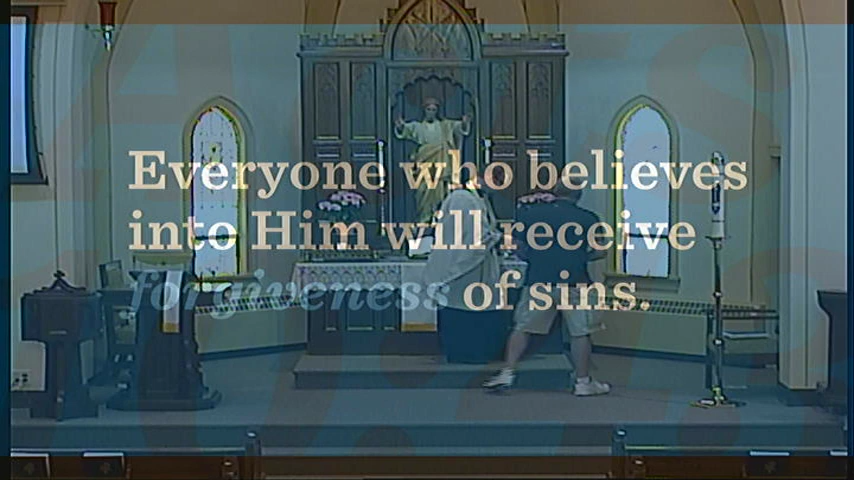 Everyone who believes
into Him will receive
forgiveness of sins.